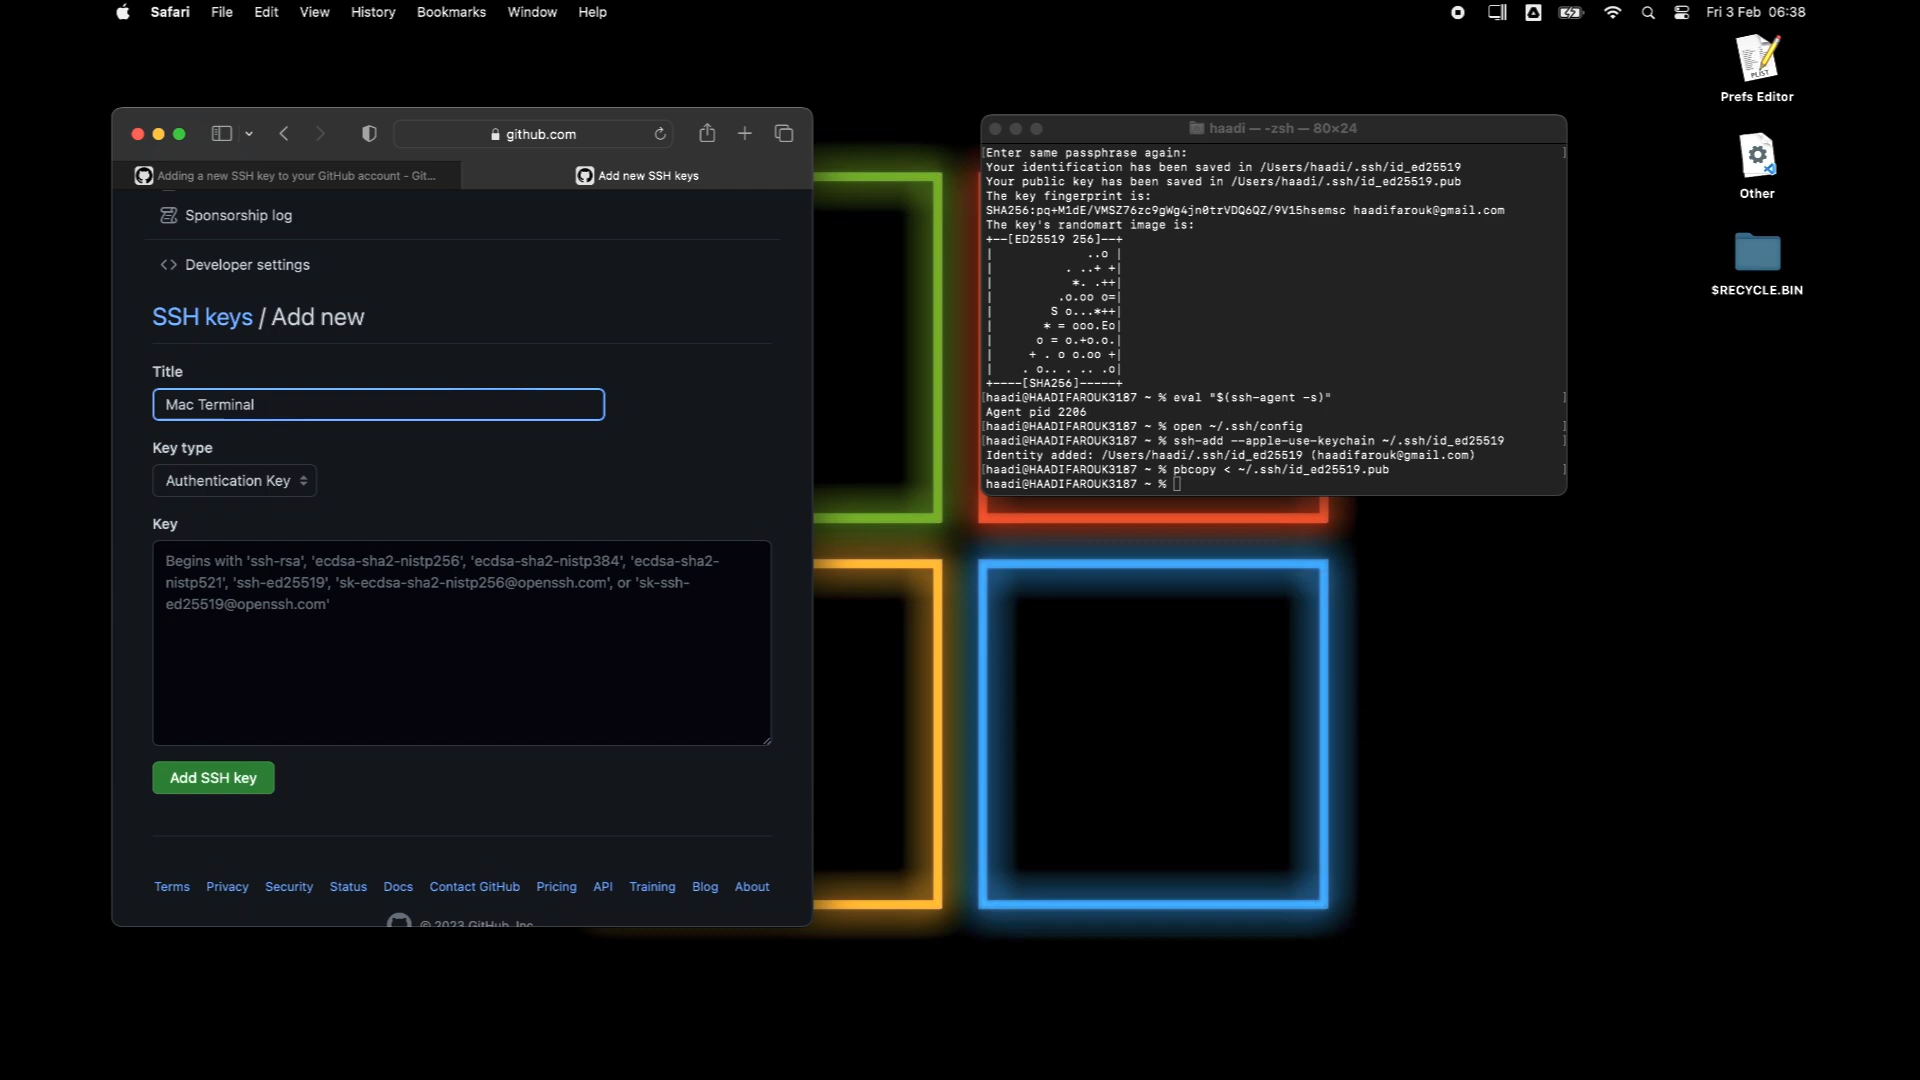 Safari File Edit View History Bookmarks Window Help
Fri 3 Feb 06:38
PLIST
Prefs Editor
Other
$RECYCLE.BIN
github.com
Adding a new SSH key to your GitHub account - Git...
Add new SSH keys
Sponsorship log
<> Developer settings
SSH keys / Add new
Title
Mac Terminal
Key type
Authentication Key
Key
Begins with 'ssh-rsa', 'ecdsa-sha2-nistp256', 'ecdsa-sha2-nistp384', 'ecdsa-sha2-
nistp521', 'ssh-ed25519', 'sk-ecdsa-sha2-nistp256@openssh.com', or 'sk-ssh-
ed25519@openssh.com'
Add SSH key
Terms Privacy Security Status Docs Contact GitHub Pricing API Training Blog About
© 2023 GitHub, Inc.
haadi — -zsh — 80×24
[Enter same passphrase again: ]
Your identification has been saved in /Users/haadi/.ssh/id_ed25519
Your public key has been saved in /Users/haadi/.ssh/id_ed25519.pub
The key fingerprint is:
SHA256:pq+M1dE/VMSZ76zc9gWg4jn0trVDQ6QZ/9V15hsemsc haadifarouk@gmail.com
The key's randomart image is:
+--[ED25519 256]--+
|            ..o |
|         . ..+ +|
|          *. .++|
|        .o.oo o=|
|       S o...*++|
|      * = ooo.Eo|
|     o = o.+o.o.|
|    + . o o.oo +|
|   . o.. . .. .o|
+----[SHA256]-----+
[haadi@HAADIFAROUK3187 ~ % eval "$(ssh-agent -s)" ]
Agent pid 2206
[haadi@HAADIFAROUK3187 ~ % open ~/.ssh/config ]
[haadi@HAADIFAROUK3187 ~ % ssh-add --apple-use-keychain ~/.ssh/id_ed25519 ]
Identity added: /Users/haadi/.ssh/id_ed25519 (haadifarouk@gmail.com)
[haadi@HAADIFAROUK3187 ~ % pbcopy < ~/.ssh/id_ed25519.pub ]
haadi@HAADIFAROUK3187 ~ %